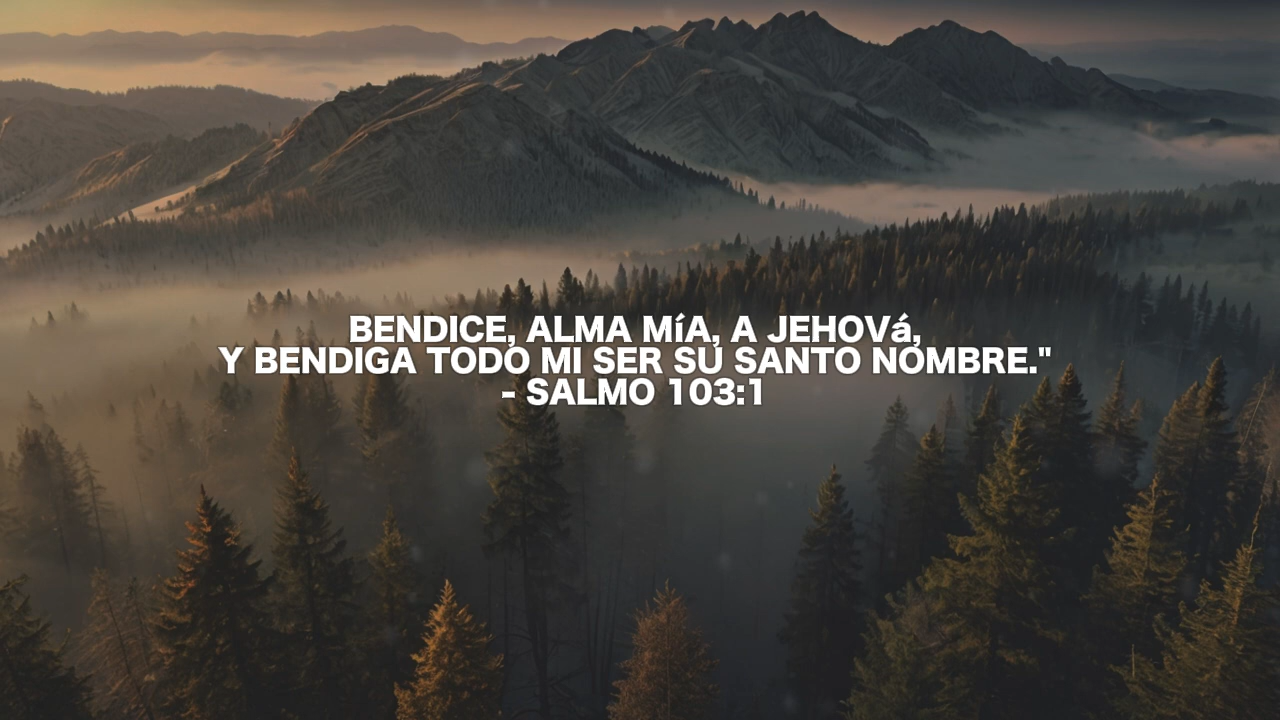 BENDICE, ALMA MíA, A JEHOVá,
Y BENDIGA TODO MI SER SU SANTO NOMBRE."
- SALMO 103:1